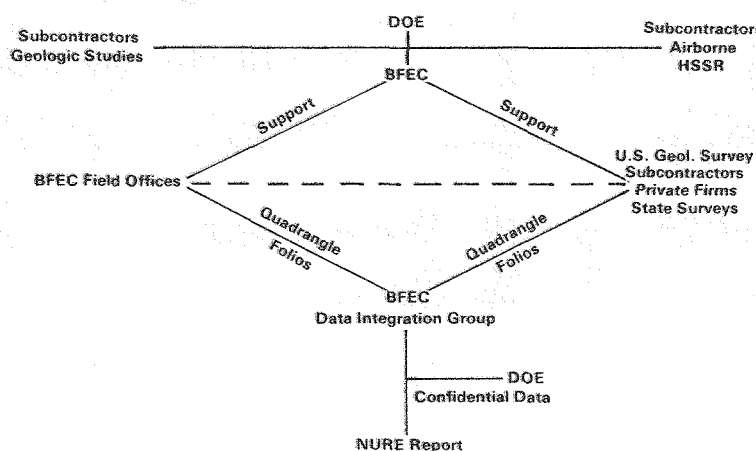 DOE
Subcontractors
Geologic Studies
Subcontractor
Airborne
HSSR
BFEC
Support
Support
BFEC Field Offices
U.S. Geol. Survey
Subcontractors
Private Firms
State Surveys
Quadrangle
Folios
Quadrangle
Folios
BFEC
Data Integration Group
DOE
Confidential Data
NURE Report